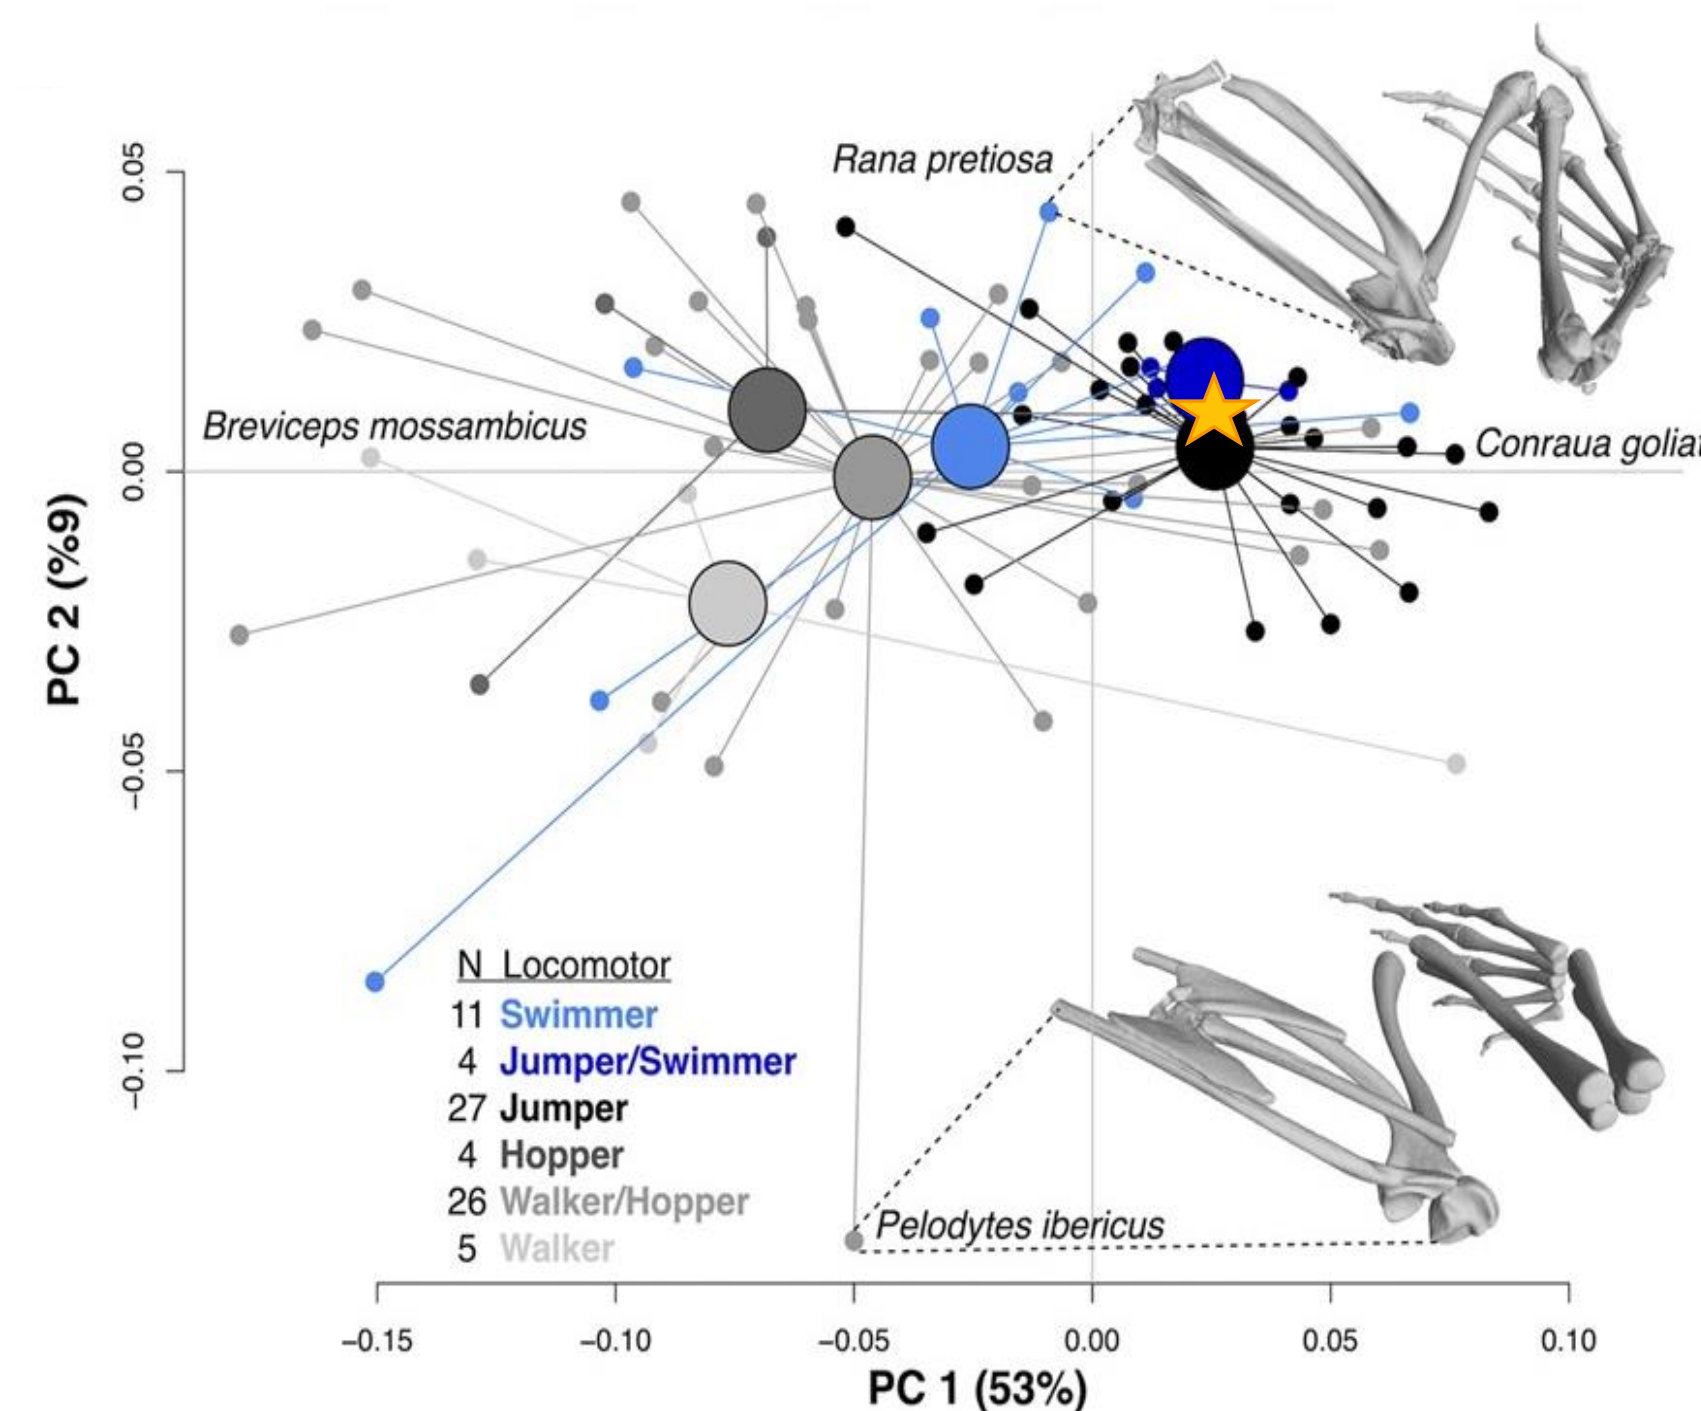 Rana pretiosa
Breviceps mossambicus
Conraua goliat
PC 2 (%9)
0.05
0.00
−0.05
−0.10
N Locomotor
11 Swimmer
4 Jumper/Swimmer
27 Jumper
4 Hopper
26 Walker/Hopper
5 Walker
Pelodytes ibericus
−0.15 −0.10 −0.05 0.00 0.05 0.10
PC 1 (53%)